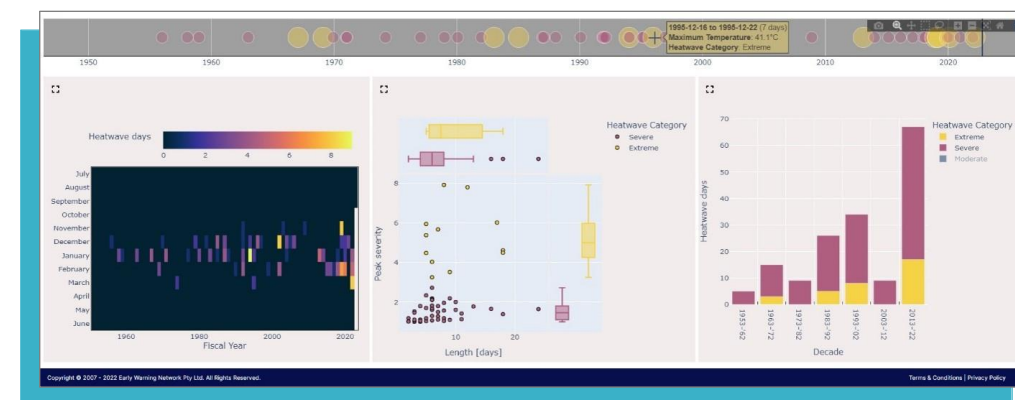 1995-12-16 to 1995-12-22 (7 days)
Maximum Temperature: 41.1°C
Heatwave Category: Extreme
1950 1960 1970 1980 1990 2000 2010 2020
Heatwave days
0 2 4 6 8
July
August
September
October
November
December
January
February
March
April
May
June
1960 1980 2000 2020
Fiscal Year
Heatwave Category
Severe
Extreme
Peak severity
8
6
4
2
10 20
Length [days]
Heatwave Category
Extreme
Severe
Moderate
Heatwave days
70
60
50
40
30
20
10
0
1953-'62
1963-'72
1973-'82
1983-'92
1993-'02
2003-'12
2013-'22
Decade
Copyright © 2007 - 2022 Early Warning Network Pty Ltd. All Rights Reserved.
Terms & Conditions | Privacy Policy